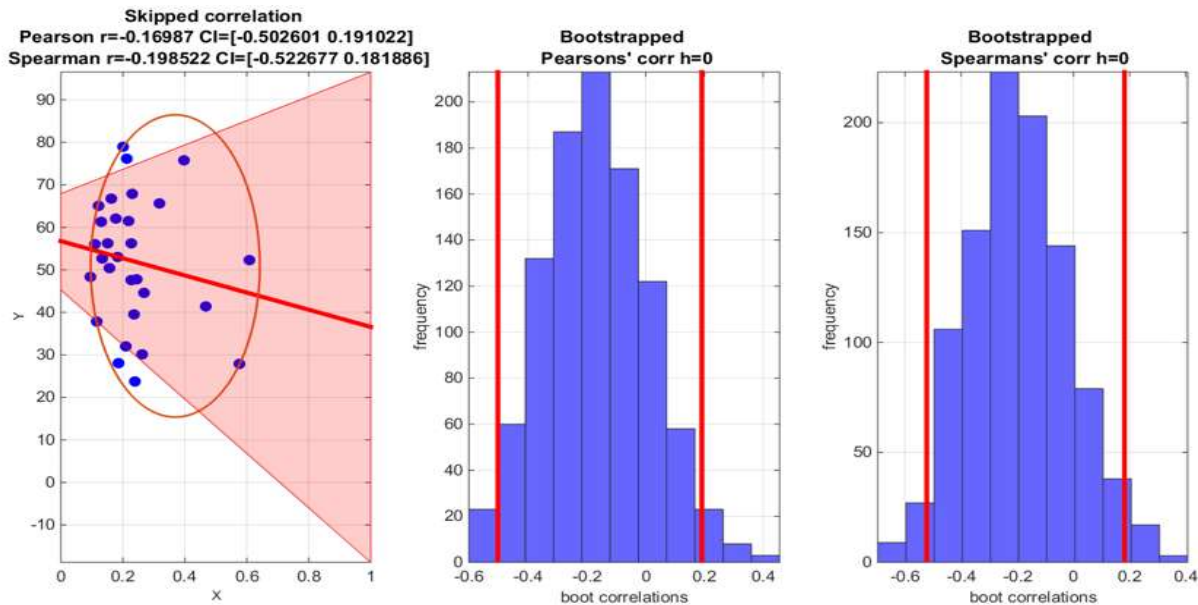 Skipped correlation
Pearson r=-0.16987 CI=[-0.502601 0.191022]
Spearman r=-0.198522 CI=[-0.522677 0.181886]
90
80
70
60
50
40
30
20
10
0
-10
Y
0 0.2 0.4 0.6 0.8 1
X
Bootstrapped
Pearsons' corr h=0
200
180
160
140
120
100
80
60
40
20
0
frequency
-0.6 -0.4 -0.2 0 0.2 0.4
boot correlations
Bootstrapped
Spearmans' corr h=0
200
150
100
50
0
frequency
-0.6 -0.4 -0.2 0 0.2 0.4
boot correlations